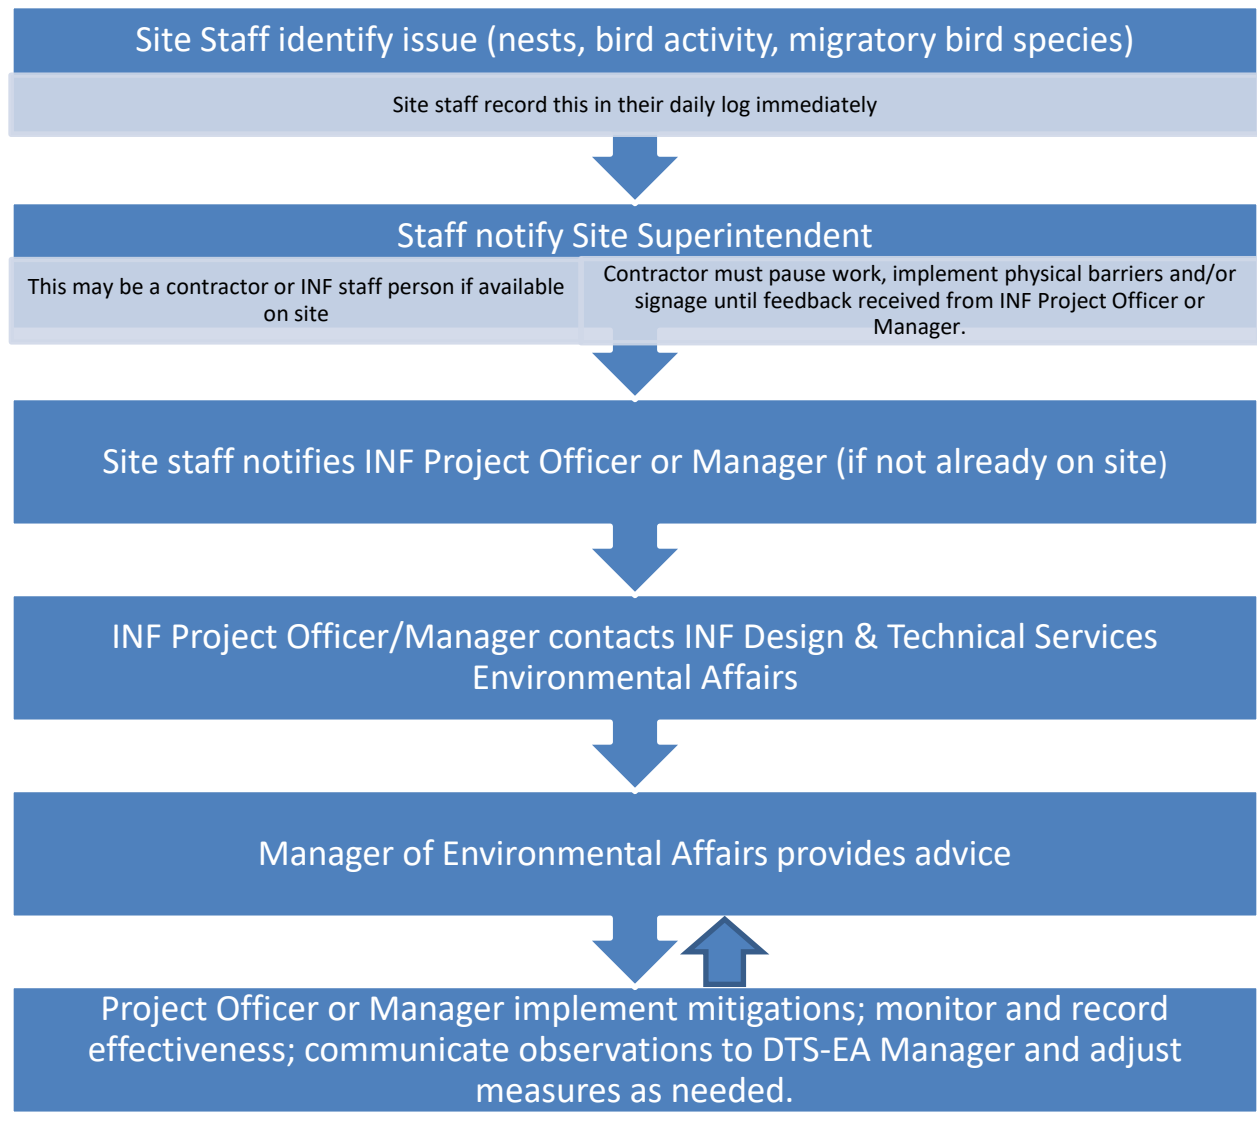 Site Staff identify issue (nests, bird activity, migratory bird species)
Site staff record this in their daily log immediately
Staff notify Site Superintendent
This may be a contractor or INF staff person if available
on site
Contractor must pause work, implement physical barriers and/or
signage until feedback received from INF Project Officer or
Manager.
Site staff notifies INF Project Officer or Manager (if not already on site)
INF Project Officer/Manager contacts INF Design & Technical Services
Environmental Affairs
Manager of Environmental Affairs provides advice
Project Officer or Manager implement mitigations; monitor and record
effectiveness; communicate observations to DTS-EA Manager and adjust
measures as needed.